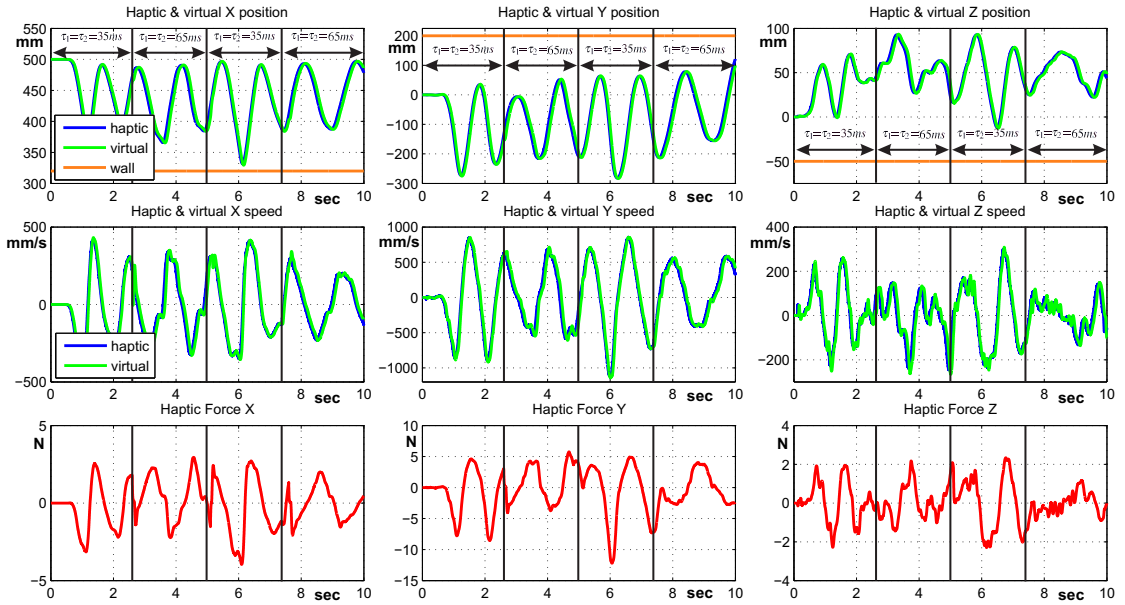 Haptic & virtual X position
550
mm
500
450
400
350
300
τ₁=τ₂=35ms
τ₁=τ₂=65ms
τ₁=τ₂=35ms
τ₁=τ₂=65ms
haptic
virtual
wall
0 2 4 6 8 10
sec
Haptic & virtual Y position
200
mm
100
0
−100
−200
−300
τ₁=τ₂=35ms
τ₁=τ₂=65ms
τ₁=τ₂=35ms
τ₁=τ₂=65ms
0 2 4 6 8 10
sec
Haptic & virtual Z position
100
mm
50
0
−50
τ₁=τ₂=35ms
τ₁=τ₂=65ms
τ₁=τ₂=35ms
τ₁=τ₂=65ms
0 2 4 6 8 10
sec
Haptic & virtual X speed
500
mm/s
0
−500
haptic
virtual
0 2 4 6 8 10
sec
Haptic & virtual Y speed
1000
mm/s
500
0
−500
−1000
0 2 4 6 8 10
sec
Haptic & virtual Z speed
400
mm/s
200
0
−200
0 2 4 6 8 10
sec
Haptic Force X
5
N
0
−5
0 2 4 6 8 10
sec
Haptic Force Y
10
N
5
0
−5
−10
−15
0 2 4 6 8 10
sec
Haptic Force Z
4
N
2
0
−2
−4
0 2 4 6 8 10
sec